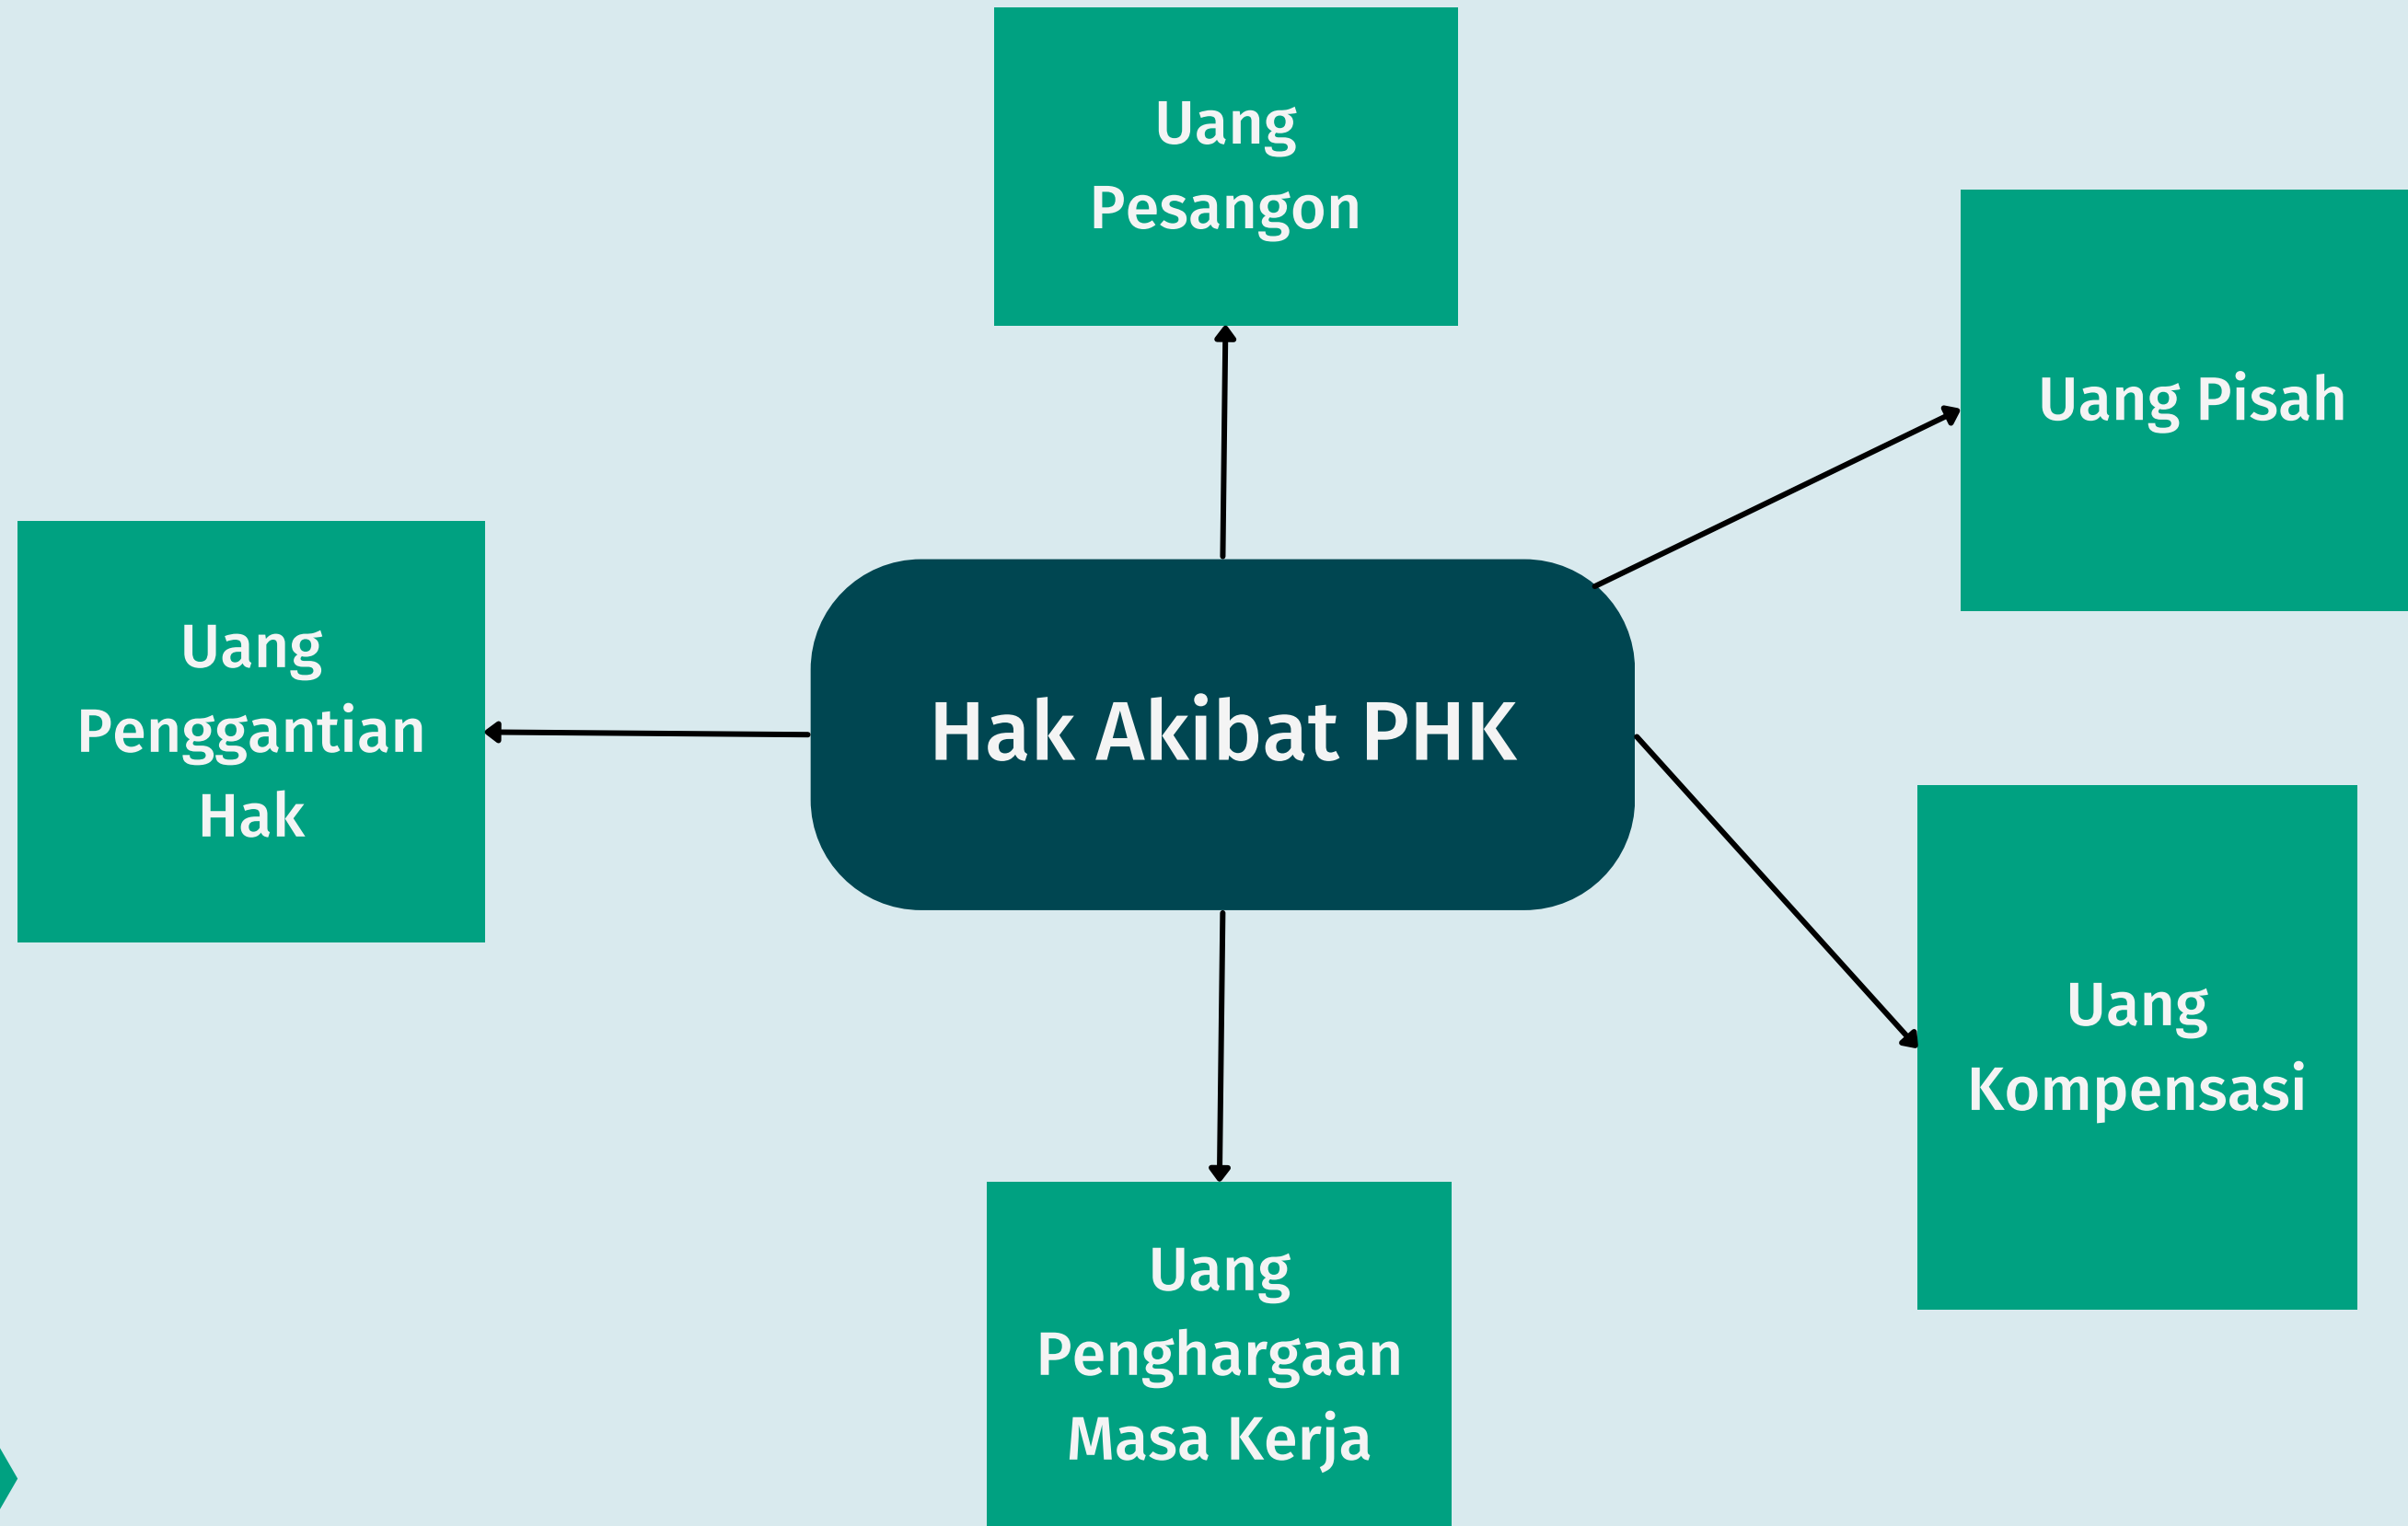 Uang
Pesangon
Uang Pisah
Uang
Penggantian
Hak
Hak Akibat PHK
Uang
Kompensasi
Uang
Penghargaan
Masa Kerja